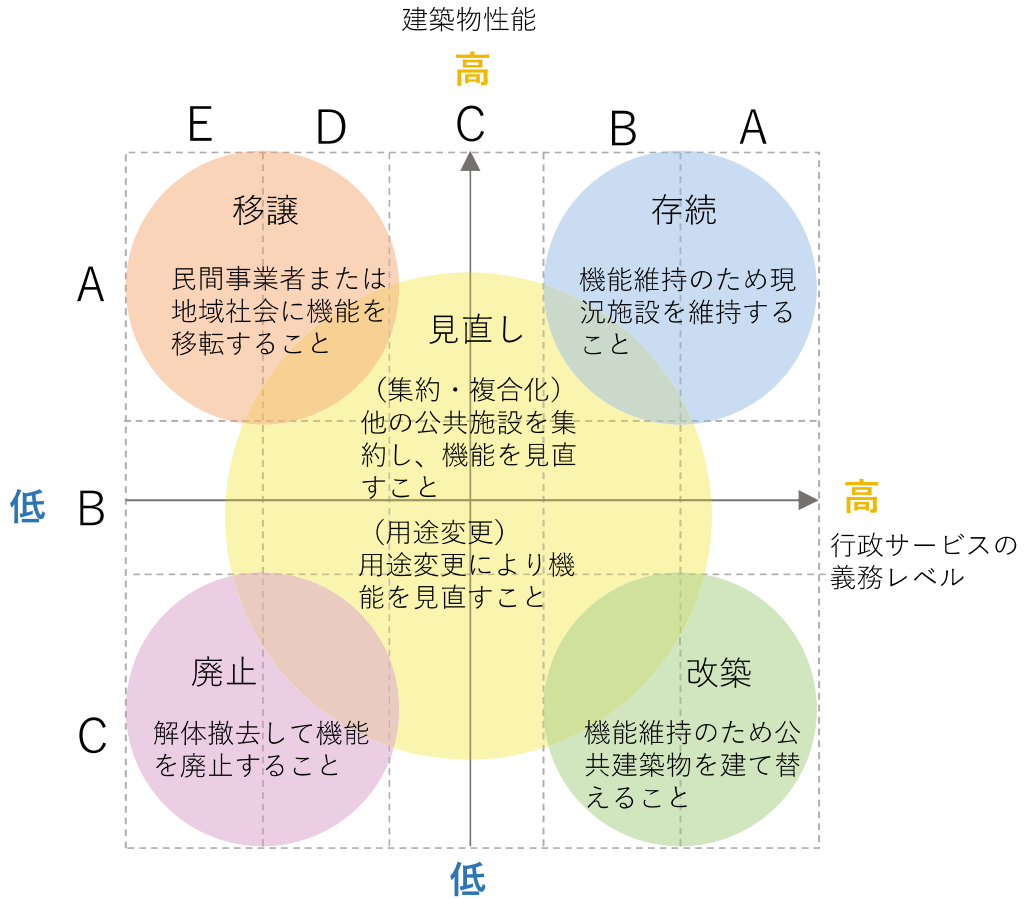 建築物性能
高
E
D
C
B
A
移譲
民間事業者または
地域社会に機能を
移転すること
存続
機能維持のため現
況施設を維持する
こと
A
見直し
（集約・複合化）
他の公共施設を集
約し、機能を見直
すこと
（用途変更）
用途変更により機
能を見直すこと
低
B
高
行政サービスの
義務レベル
廃止
解体撤去して機能
を廃止すること
改築
機能維持のため公
共建築物を建て替
えること
C
低